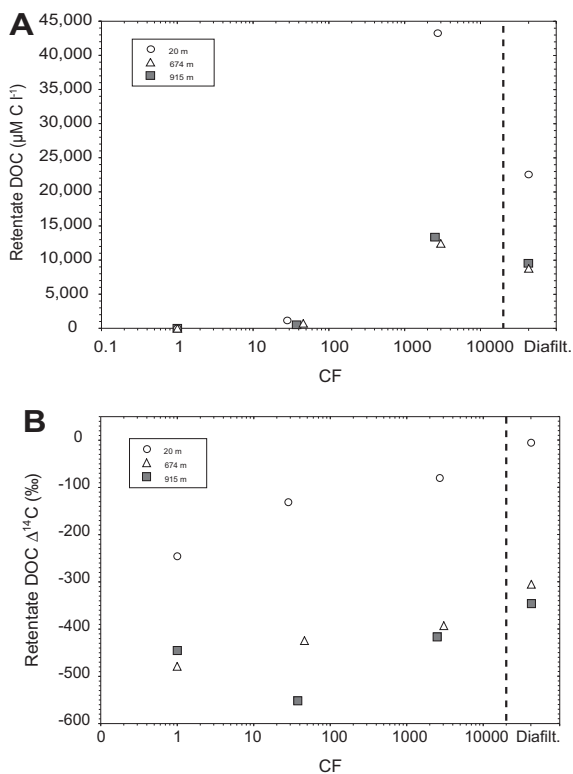 A
45,000
40,000
35,000
30,000
25,000
20,000
15,000
10,000
5,000
0
Retentate DOC (µM C l⁻¹)
20 m
674 m
915 m
0.1 1 10 100 1000 10000 Diafilt.
CF
B
0
-100
-200
-300
-400
-500
-600
Retentate DOC Δ¹⁴C (‰)
20 m
674 m
915 m
0 1 10 100 1000 10000 Diafilt.
CF